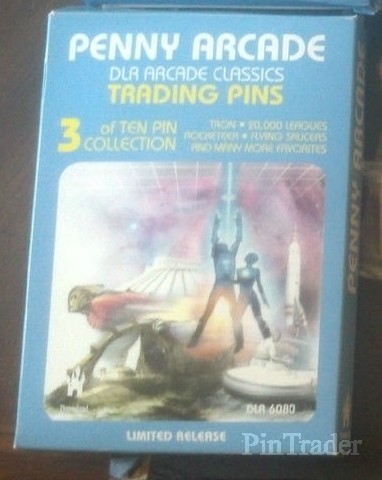 PENNY ARCADE
DLR ARCADE CLASSICS
TRADING PINS
3 of TEN PIN COLLECTION
TRON • 20,000 LEAGUES
ROCKETEER • FLYING SAUCERS
AND MANY MORE FAVORITES
PENNY ARCADE
DLR 6080
LIMITED RELEASE
PinTrader